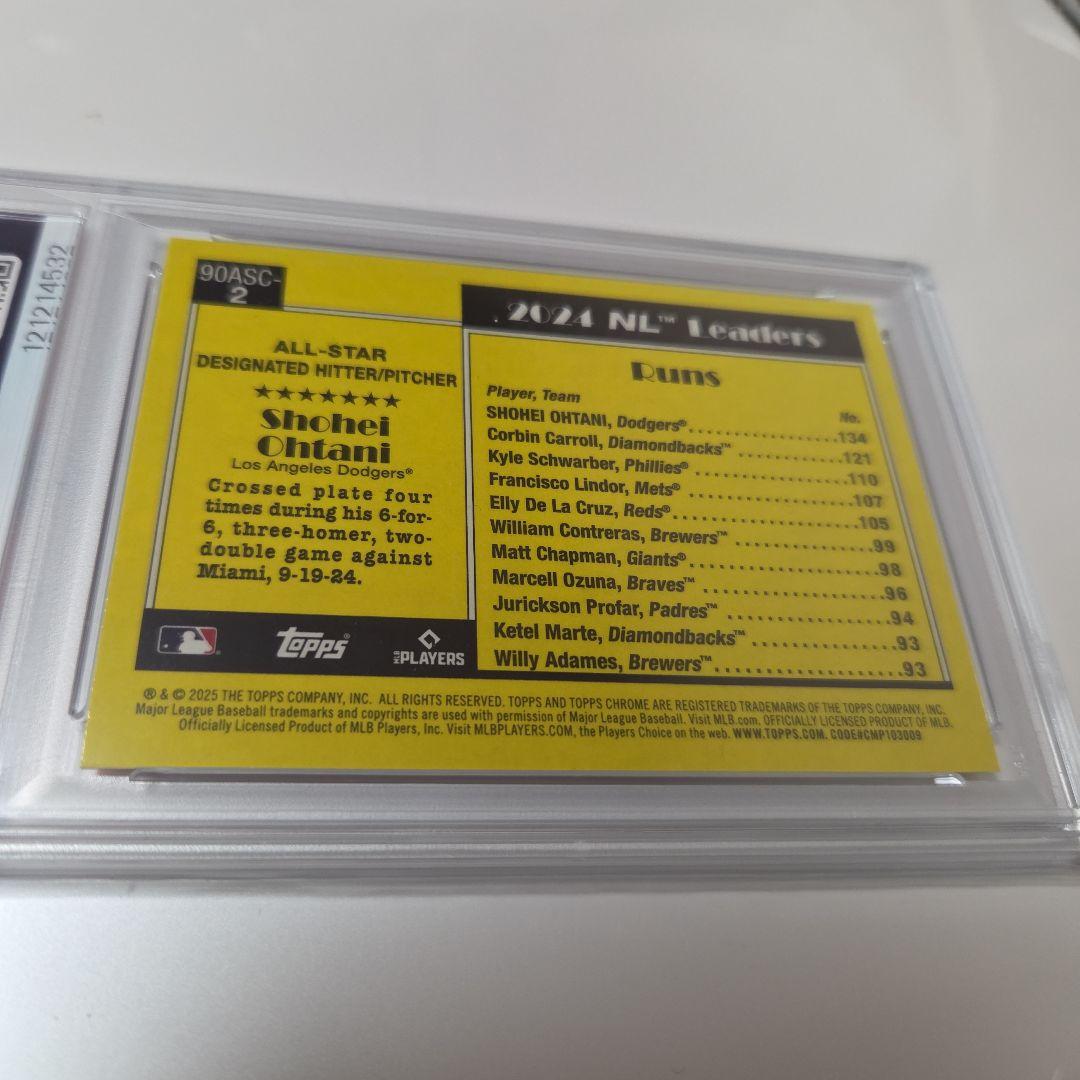 121214532
90ASC-
2
ALL-STAR
DESIGNATED HITTER/PITCHER
★★★★★★★
Shohei
Ohtani
Los Angeles Dodgers®
Crossed plate four
times during his 6-for-
6, three-homer, two-
double game against
Miami, 9-19-24.
topps®
MLB PLAYERS
2024 NL™ Leaders
Runs
Player, Team No.
SHOHEI OHTANI, Dodgers® 134
Corbin Carroll, Diamondbacks™ 121
Kyle Schwarber, Phillies® 110
Francisco Lindor, Mets® 107
Elly De La Cruz, Reds® 105
William Contreras, Brewers™ 99
Matt Chapman, Giants® 98
Marcell Ozuna, Braves™ 96
Jurickson Profar, Padres™ 94
Ketel Marte, Diamondbacks™ 93
Willy Adames, Brewers™ 93
® & © 2025 THE TOPPS COMPANY, INC. ALL RIGHTS RESERVED. TOPPS AND TOPPS CHROME ARE REGISTERED TRADEMARKS OF THE TOPPS COMPANY, INC.
Major League Baseball trademarks and copyrights are used with permission of Major League Baseball. Visit MLB.com. OFFICIALLY LICENSED PRODUCT OF MLB.
Officially Licensed Product of MLB Players, Inc. Visit MLBPLAYERS.COM, the Players Choice on the web. WWW.TOPPS.COM. CODE#CMP103009